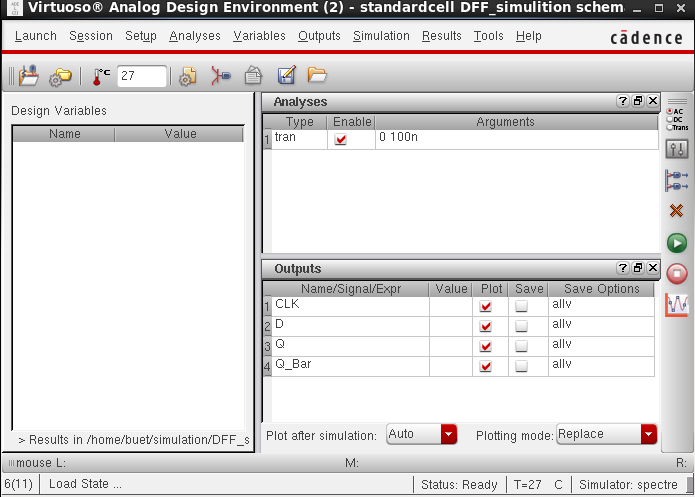 Virtuoso® Analog Design Environment (2) - standardcell DFF_simulition schem
Launch Session Setup Analyses Variables Outputs Simulation Results Tools Help cādence
°C 27
Design Variables
Name Value
> Results in /home/buet/simulation/DFF_s
Analyses
Type Enable Arguments
1 tran 0 100n
Outputs
Name/Signal/Expr Value Plot Save Save Options
1 CLK allv
2 D allv
3 Q allv
4 Q_Bar allv
Plot after simulation: Auto Plotting mode: Replace
AC
DC
Trans
mouse L: M: R:
6(11) Load State ... Status: Ready T=27 C Simulator: spectre